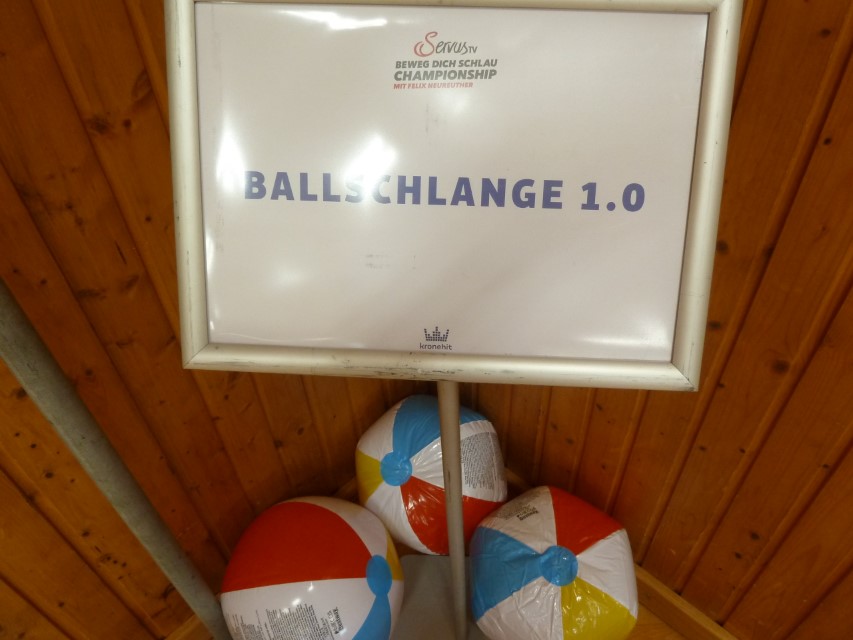 ServusTV
BEWEG DICH SCHLAU
CHAMPIONSHIP
MIT FELIX NEUREUTHER
BALLSCHLANGE 1.0
kronehit